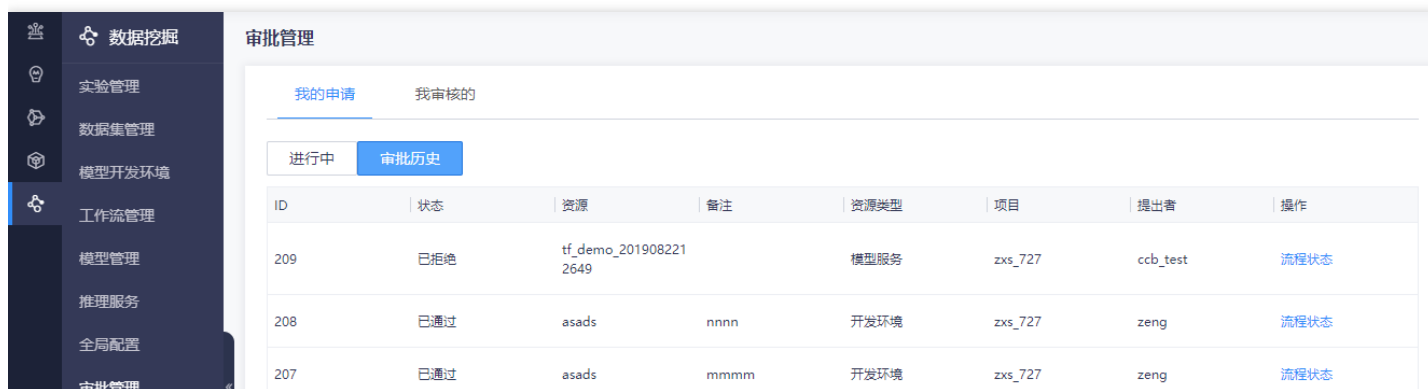 数据挖掘
实验管理
数据集管理
模型开发环境
工作流管理
模型管理
推理服务
全局配置
审批管理
审批管理
我的申请 我审核的
进行中 审批历史
ID 状态 资源 备注 资源类型 项目 提出者 操作
209 已拒绝 tf_demo_201908221
2649 模型服务 zxs_727 ccb_test 流程状态
208 已通过 asads nnnn 开发环境 zxs_727 zeng 流程状态
207 已通过 asads mmmm 开发环境 zxs_727 zeng 流程状态